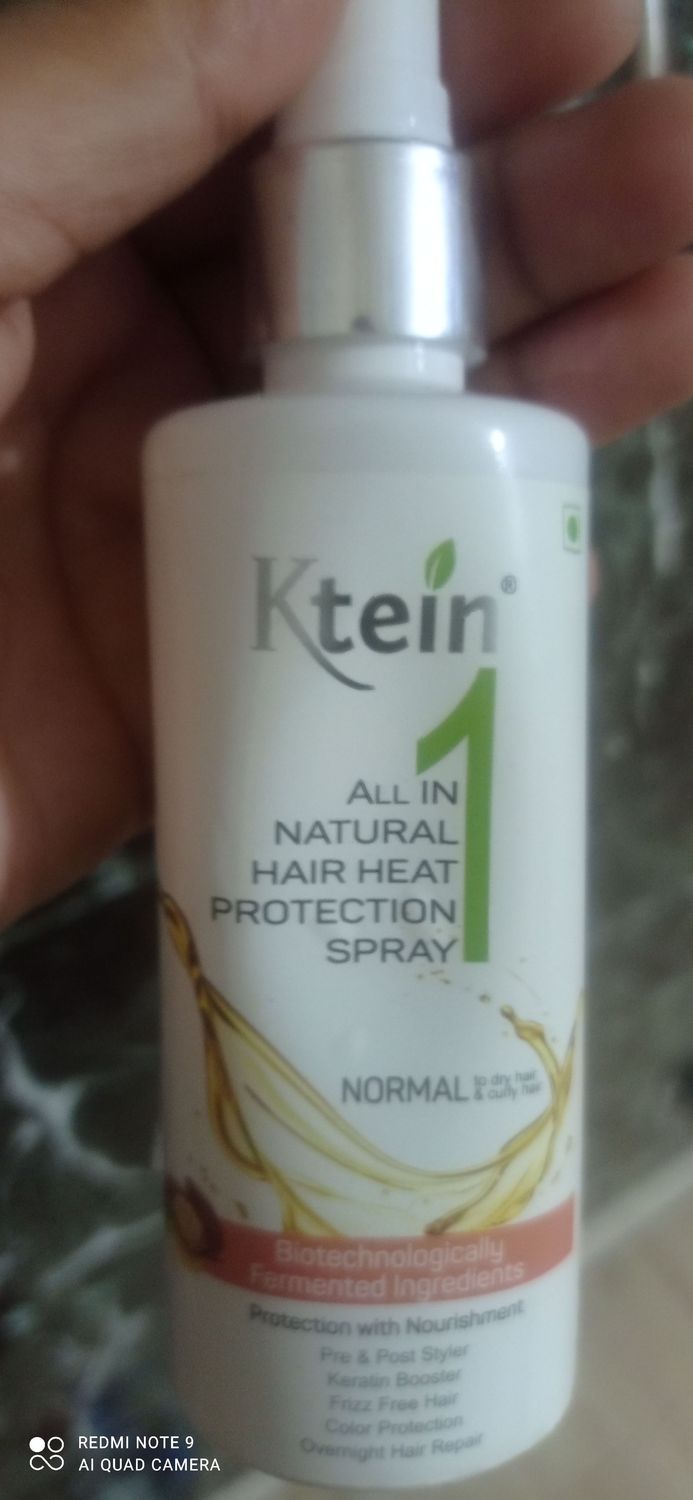 Ktein®
1
ALL IN
NATURAL
HAIR HEAT
PROTECTION
SPRAY
NORMAL to dry hair
& curly hair
Biotechnologically
Fermented Ingredients
Protection with Nourishment
Pre & Post Styler
Keratin Booster
Frizz Free Hair
Color Protection
Overnight Hair Repair
REDMI NOTE 9
AI QUAD CAMERA